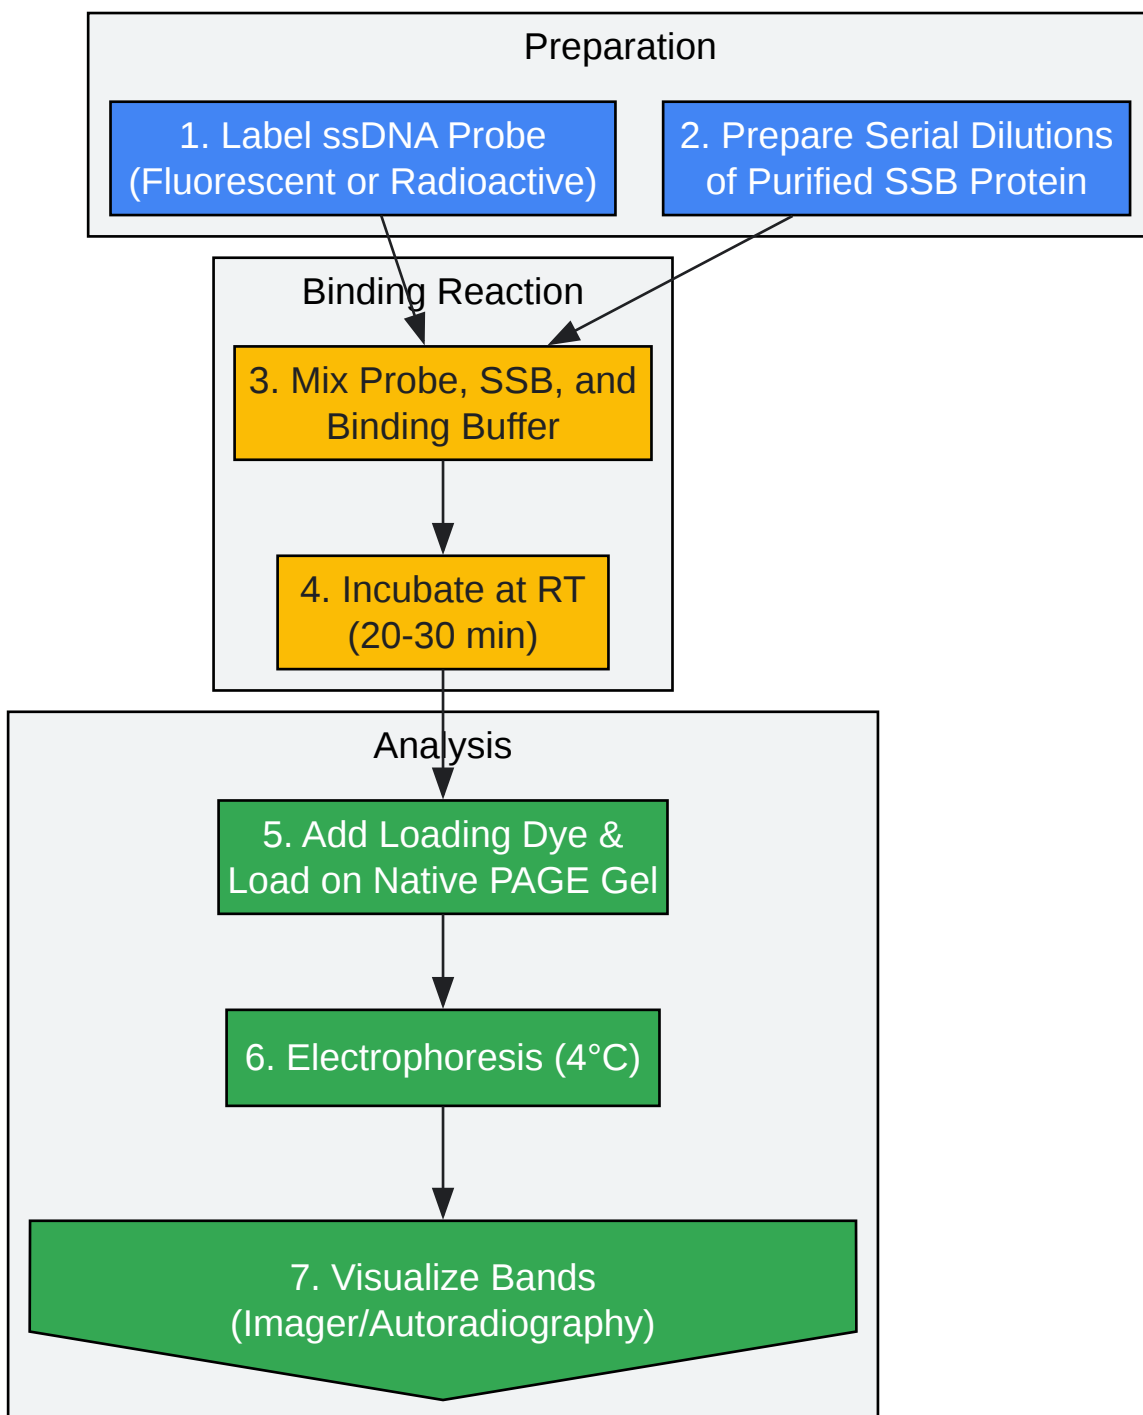 Preparation
1. Label ssDNA Probe
(Fluorescent or Radioactive)
2. Prepare Serial Dilutions
of Purified SSB Protein
Binding Reaction
3. Mix Probe, SSB, and
Binding Buffer
4. Incubate at RT
(20-30 min)
Analysis
5. Add Loading Dye &
Load on Native PAGE Gel
6. Electrophoresis (4°C)
7. Visualize Bands
(Imager/Autoradiography)